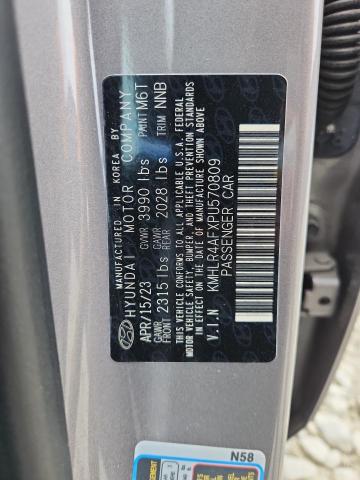 MANUFACTURED IN KOREA BY
HYUNDAI MOTOR COMPANY
APR/15/23 GVWR 3990 lbs PAINT M6T
GAWR FRONT 2315 lbs GAWR REAR 2028 lbs TRIM NNB
THIS VEHICLE CONFORMS TO ALL APPLICABLE U.S.A. FEDERAL
MOTOR VEHICLE SAFETY, BUMPER, AND THEFT PREVENTION
STANDARDS IN EFFECT ON THE DATE OF MANUFACTURE SHOWN ABOVE.
V.I.N KMHLR4AFXPU570809
PASSENGER CAR
N58